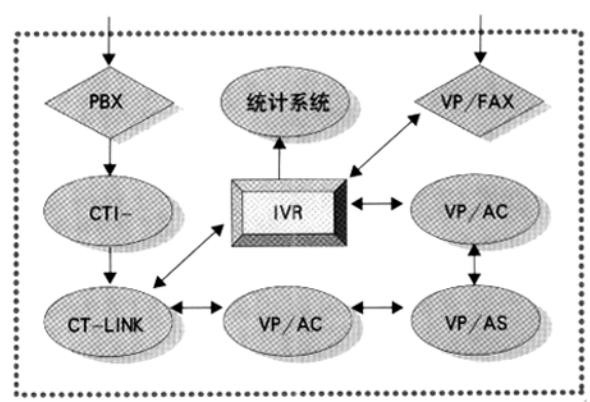 PBX
统计系统
VP/FAX
CTI-
IVR
VP/AC
CT-LINK
VP/AC
VP/AS